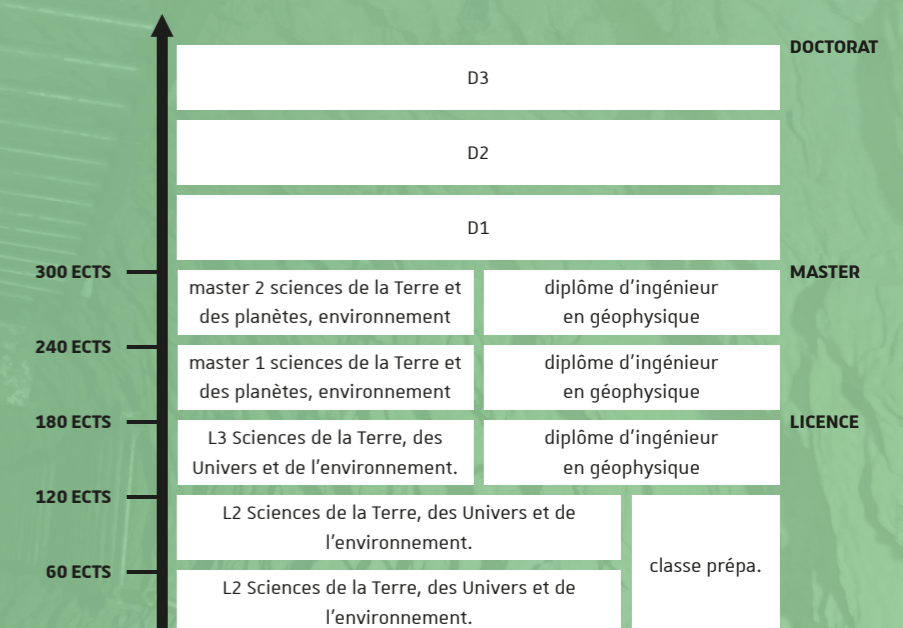 DOCTORAT
D3
D2
D1
300 ECTS
MASTER
master 2 sciences de la Terre et
des planètes, environnement
diplôme d'ingénieur
en géophysique
240 ECTS
master 1 sciences de la Terre et
des planètes, environnement
diplôme d'ingénieur
en géophysique
180 ECTS
LICENCE
L3 Sciences de la Terre, des
Univers et de l'environnement.
diplôme d'ingénieur
en géophysique
120 ECTS
L2 Sciences de la Terre, des Univers et de
l'environnement.
classe prépa.
60 ECTS
L2 Sciences de la Terre, des Univers et de
l'environnement.